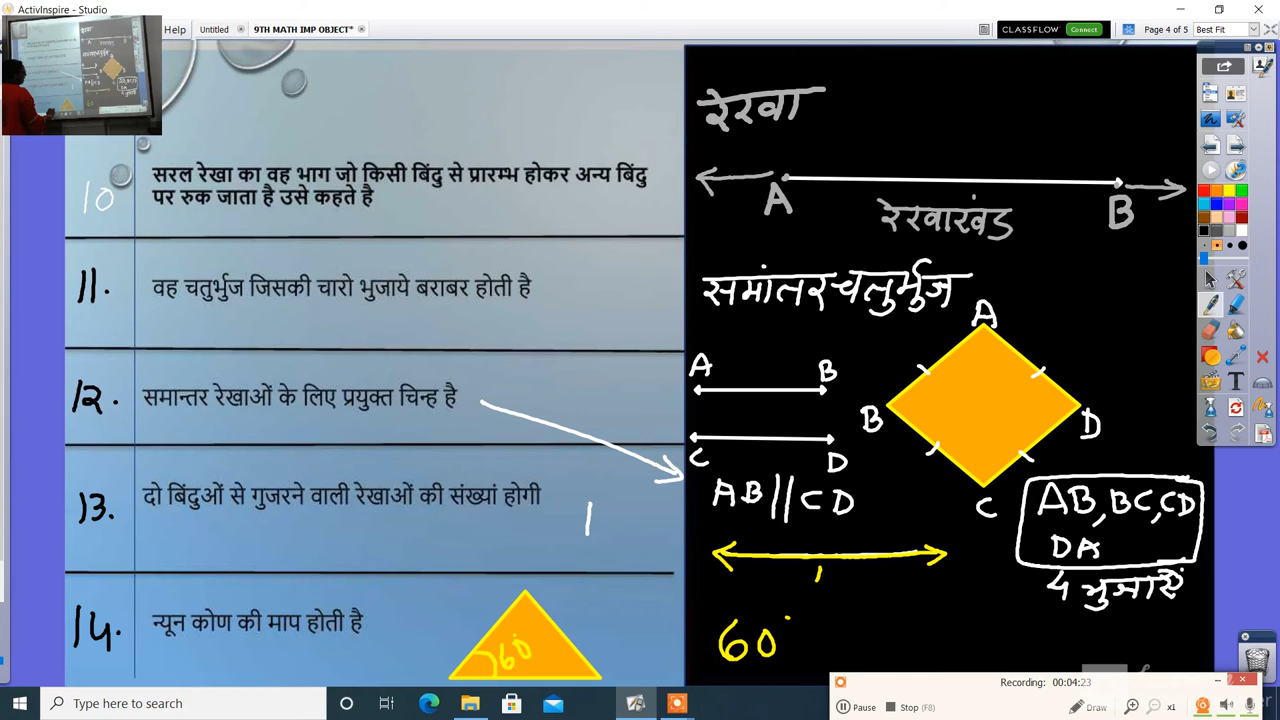 ActivInspire - Studio
Help
Untitled
9TH MATH IMP OBJECT*
CLASSFLOW
Connect
Page 4 of 5
Best Fit
10
सरल रेखा का वह भाग जो किसी बिंदु से प्रारम्भ होकर अन्य बिंदु
पर रुक जाता है उसे कहते है
11.
वह चतुर्भुज जिसकी चारो भुजाये बराबर होती है
12.
समान्तर रेखाओं के लिए प्रयुक्त चिन्ह है
13.
दो बिंदुओं से गुजरने वाली रेखाओं की संख्यां होगी
1
14.
न्यून कोण की माप होती है
60°
रेखा
A
B
रेखाखंड
समांतर चतुर्भुज
A
B
C
D
AB || CD
A
B
D
C
AB, BC, CD
DA
4 भुजाएं
1
60°
Recording: 00:04:23
Pause
Stop (F8)
Draw
x1
Type here to search